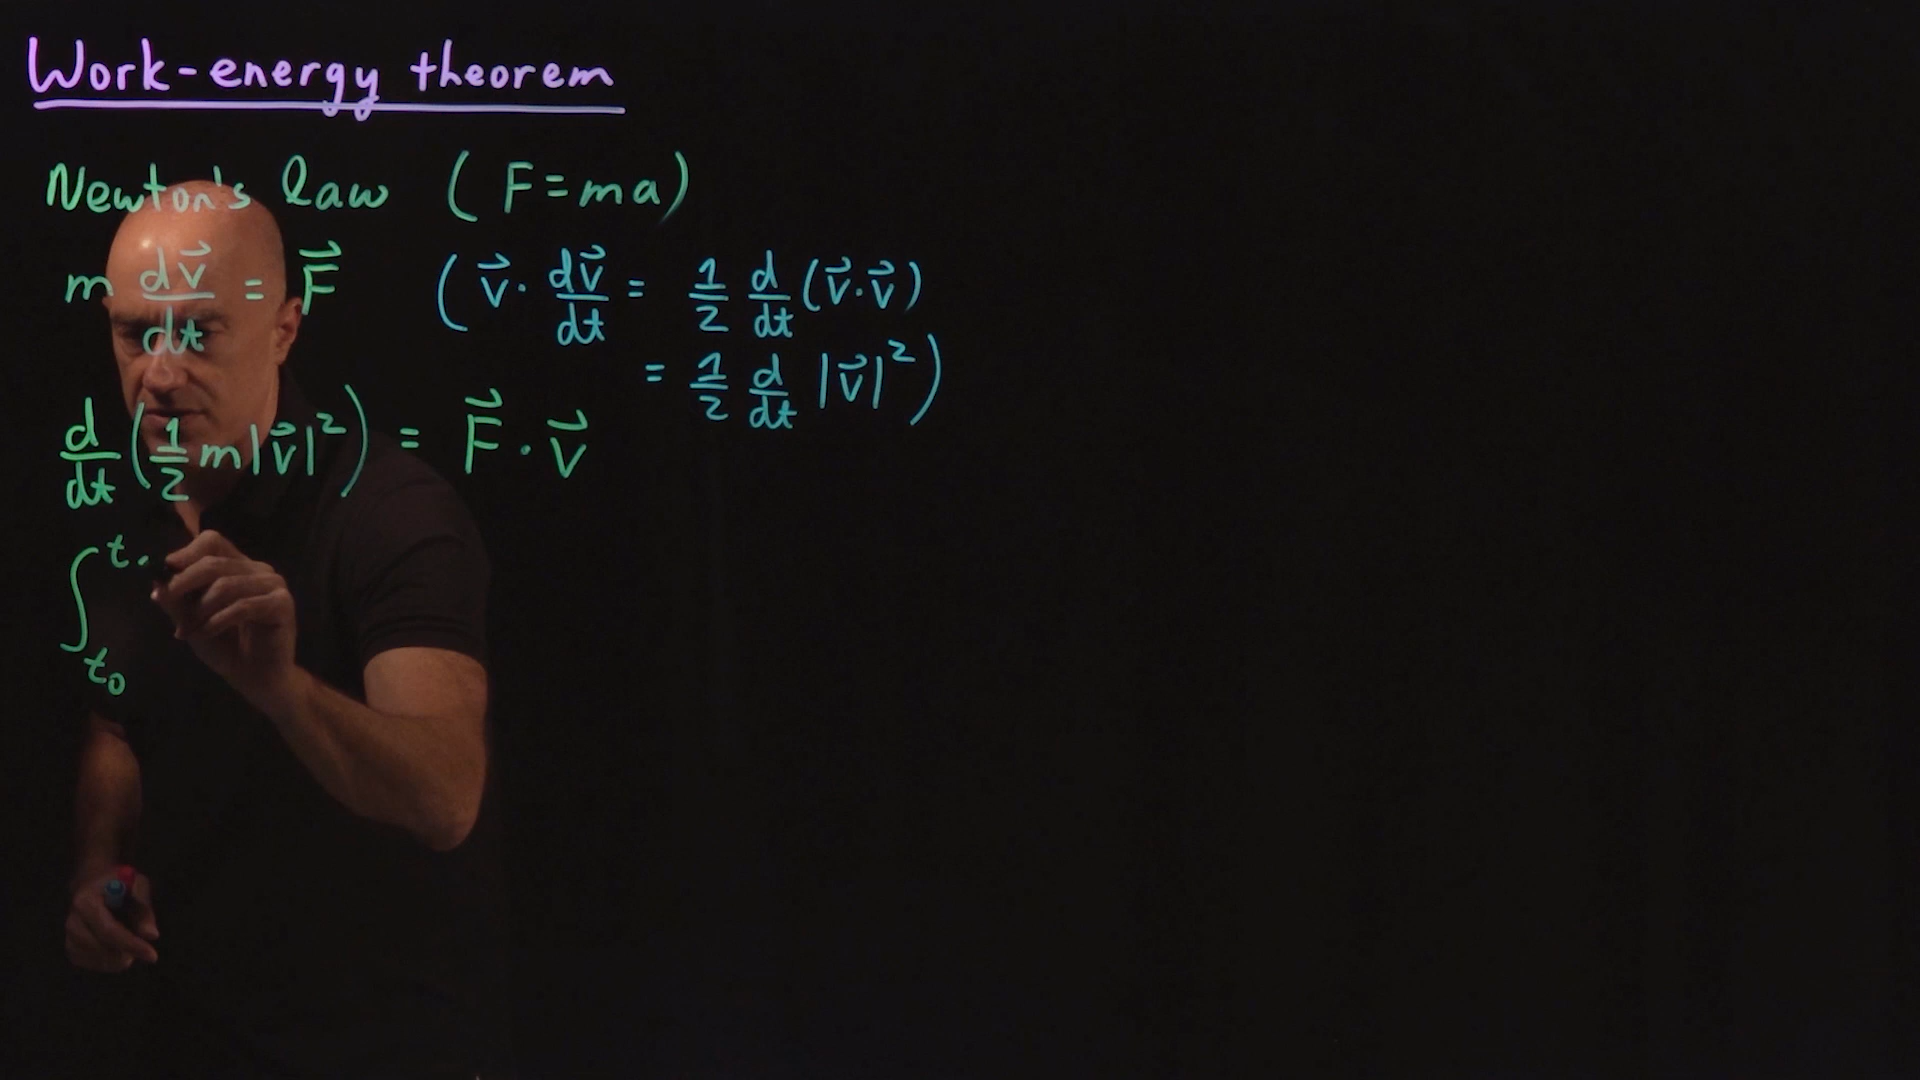 Work-energy theorem
Newton's law (F=ma)
m dv⃗/dt = F⃗ (v⃗· dv⃗/dt = 1/2 d/dt (v⃗·v⃗)
= 1/2 d/dt |v⃗|²)
d/dt (1/2 m|v⃗|²) = F⃗ · v⃗
∫ t₀ t